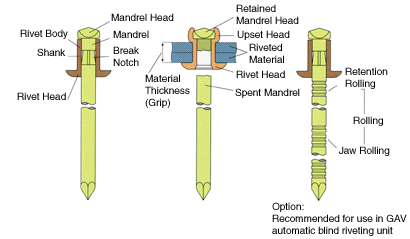 Mandrel Head
Rivet Body
Mandrel
Shank
Break
Notch
Rivet Head
Retained
Mandrel Head
Upset Head
Riveted
Material
Material
Thickness
(Grip)
Rivet Head
Spent Mandrel
Retention
Rolling
Rolling
Jaw Rolling
Option:
Recommended for use in GAV
automatic blind riveting unit